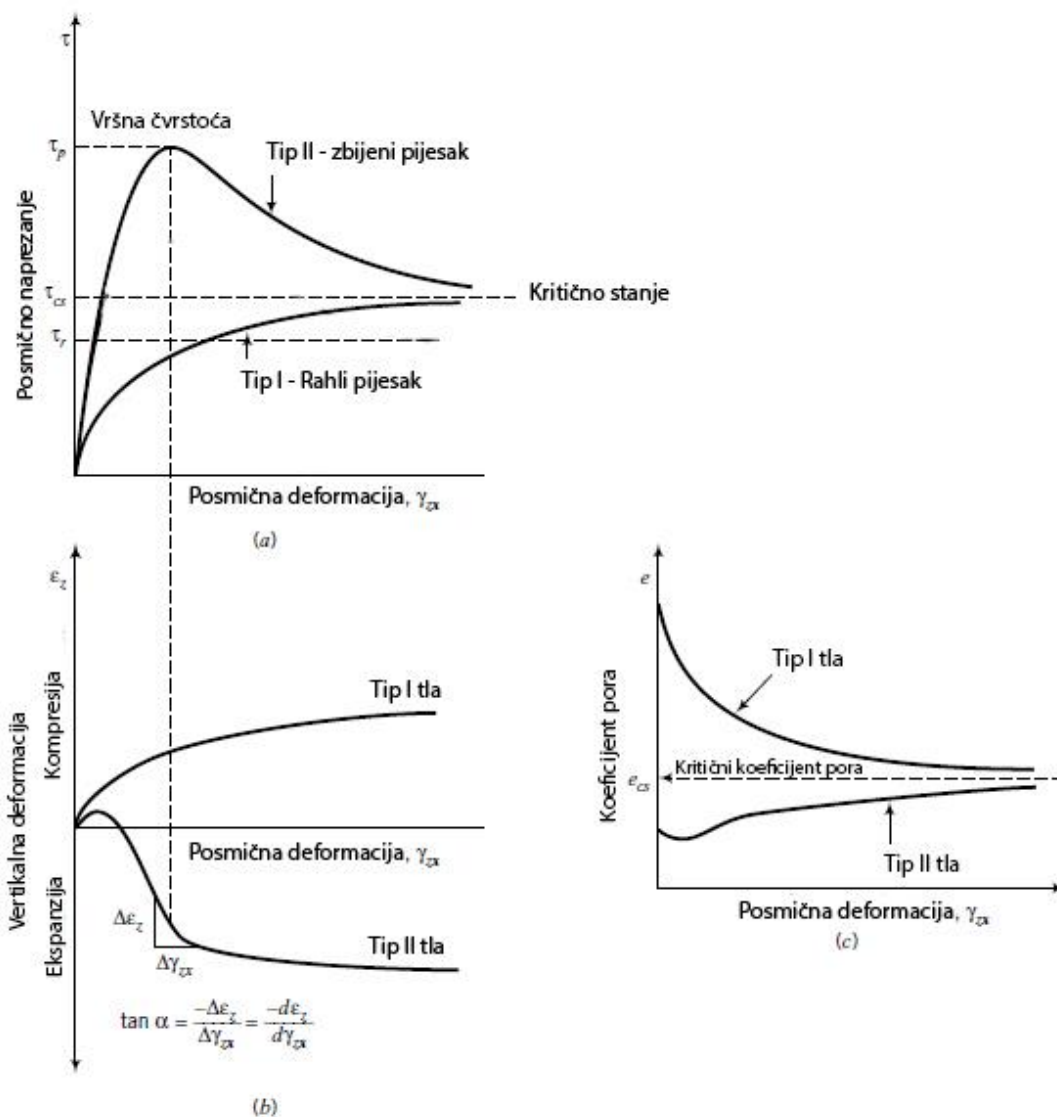 τ
Vršna čvrstoća
τp
Tip II - zbijeni pijesak
Posmično naprezanje
τcs
Kritično stanje
τr
Tip I - Rahli pijesak
Posmična deformacija, γzx
(a)
εz
Vertikalna deformacija
Kompresija
Tip I tla
Posmična deformacija, γzx
Ekspanzija
Δεz
Δγzx
Tip II tla
tan α = -Δεz/Δγzx = -dεz/dγzx
(b)
e
Koeficijent pora
Tip I tla
ecs
Kritični koeficijent pora
Tip II tla
Posmična deformacija, γzx
(c)